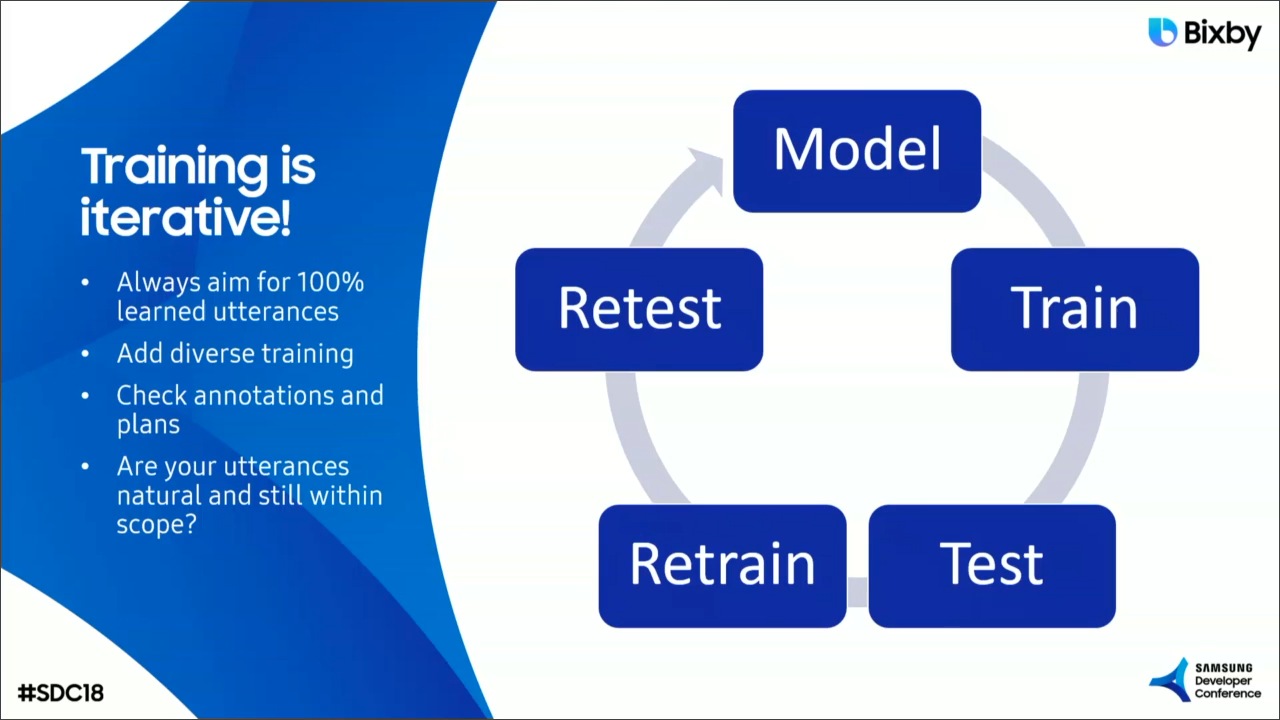 Bixby
Training is
iterative!
• Always aim for 100%
learned utterances
• Add diverse training
• Check annotations and
plans
• Are your utterances
natural and still within
scope?
Model
Train
Test
Retrain
Retest
#SDC18
SAMSUNG
Developer
Conference